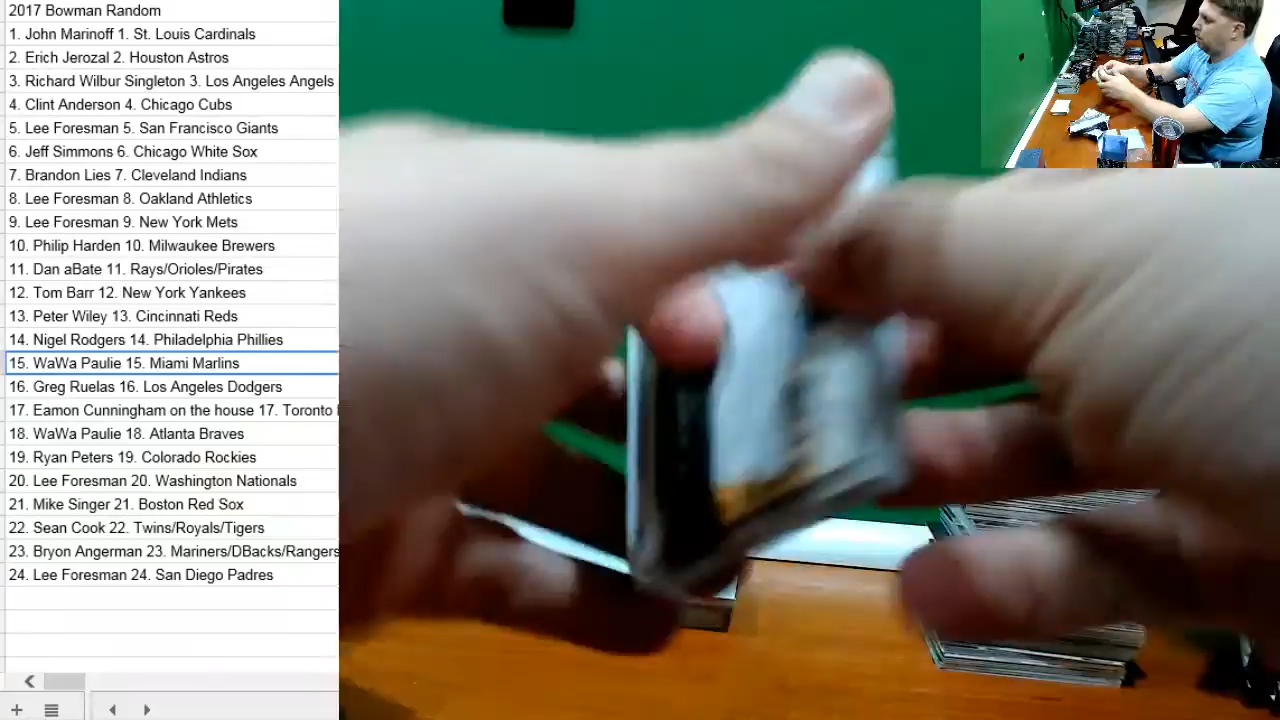 2017 Bowman Random
1. John Marinoff 1. St. Louis Cardinals
2. Erich Jerozal 2. Houston Astros
3. Richard Wilbur Singleton 3. Los Angeles Angels
4. Clint Anderson 4. Chicago Cubs
5. Lee Foresman 5. San Francisco Giants
6. Jeff Simmons 6. Chicago White Sox
7. Brandon Lies 7. Cleveland Indians
8. Lee Foresman 8. Oakland Athletics
9. Lee Foresman 9. New York Mets
10. Philip Harden 10. Milwaukee Brewers
11. Dan aBate 11. Rays/Orioles/Pirates
12. Tom Barr 12. New York Yankees
13. Peter Wiley 13. Cincinnati Reds
14. Nigel Rodgers 14. Philadelphia Phillies
15. WaWa Paulie 15. Miami Marlins
16. Greg Ruelas 16. Los Angeles Dodgers
17. Eamon Cunningham on the house 17. Toronto
18. WaWa Paulie 18. Atlanta Braves
19. Ryan Peters 19. Colorado Rockies
20. Lee Foresman 20. Washington Nationals
21. Mike Singer 21. Boston Red Sox
22. Sean Cook 22. Twins/Royals/Tigers
23. Bryon Angerman 23. Mariners/DBacks/Rangers
24. Lee Foresman 24. San Diego Padres